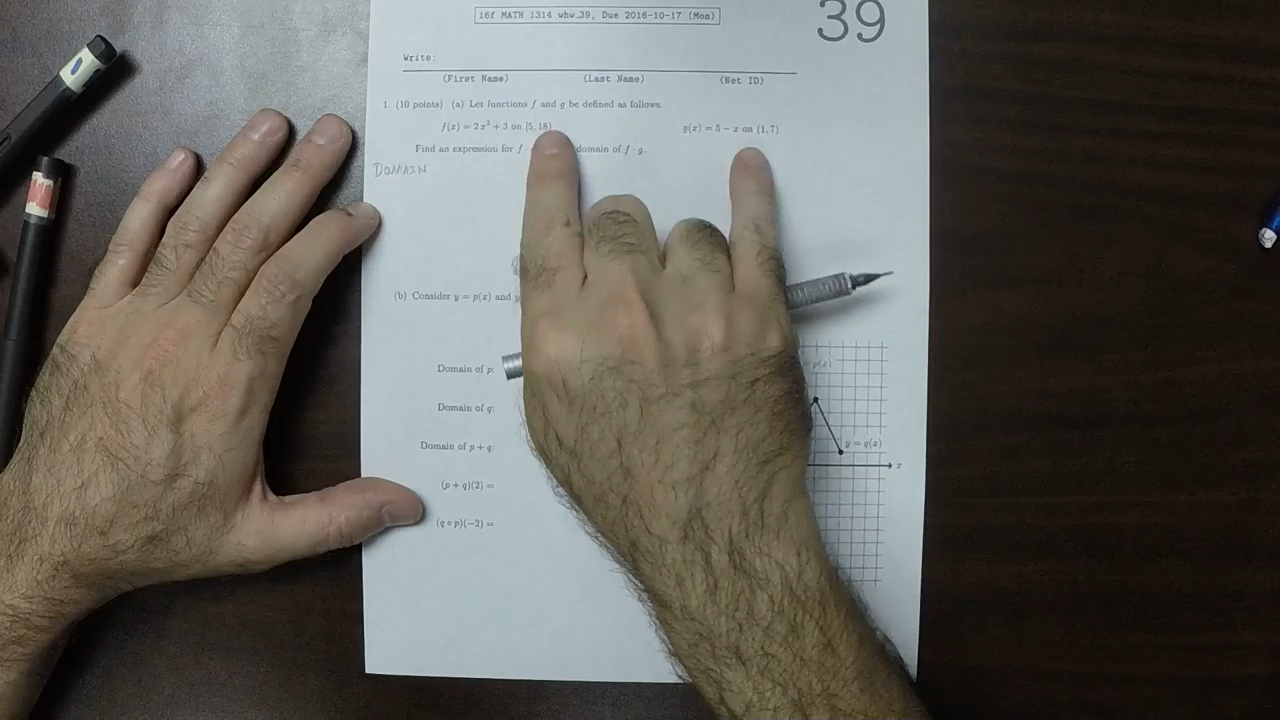 16f MATH 1314 whw_39, Due 2016-10-17 (Mon)
39
Write:
(First Name) (Last Name) (Net ID)
1. (10 points) (a) Let functions f and g be defined as follows.
f(x) = 2x² + 3 on [5, 18) g(x) = 5 − x on (1, 7)
Find an expression for f domain of f · g.
DOMAIN
(b) Consider y = p(x) and y
Domain of p:
= p(x)
Domain of q:
y = q(x)
Domain of p + q:
x
(p + q)(2) =
(q ∘ p)(−2) =